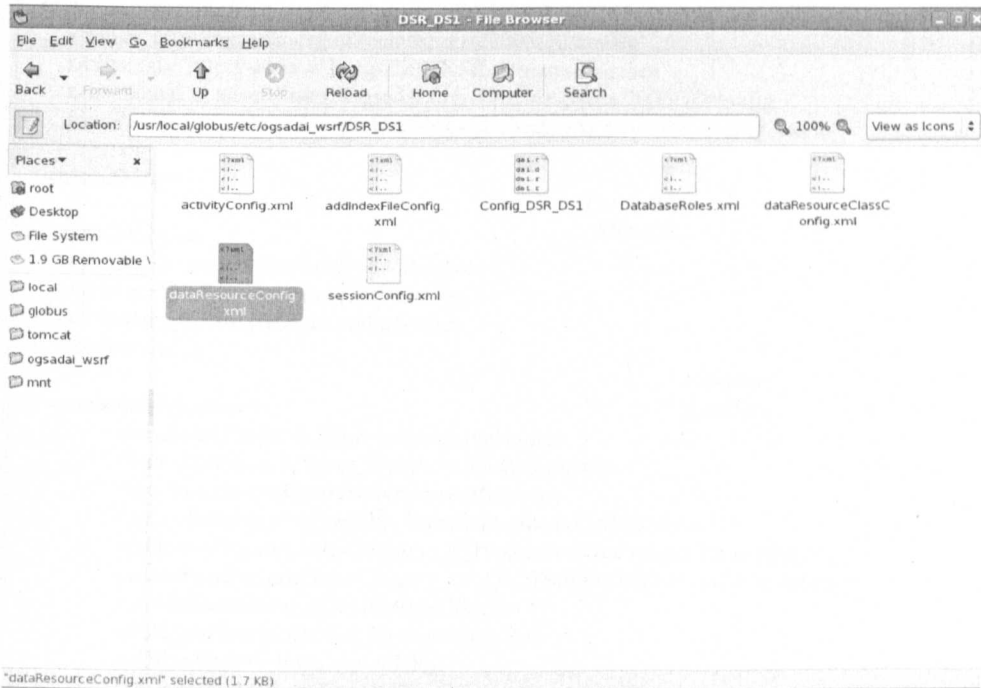 DSR_DS1 - File Browser
File Edit View Go Bookmarks Help
Back Forward Up Stop Reload Home Computer Search
Location: /usr/local/globus/etc/ogsadai_wsrf/DSR_DS1 100% View as Icons
Places
root
Desktop
File System
1.9 GB Removable
local
globus
tomcat
ogsadai_wsrf
mnt
activityConfig.xml
addIndexFileConfig.
xml
Config_DSR_DS1
DatabaseRoles.xml
dataResourceClassC
onfig.xml
dataResourceConfig.
xml
sessionConfig.xml
"dataResourceConfig.xml" selected (1.7 KB)